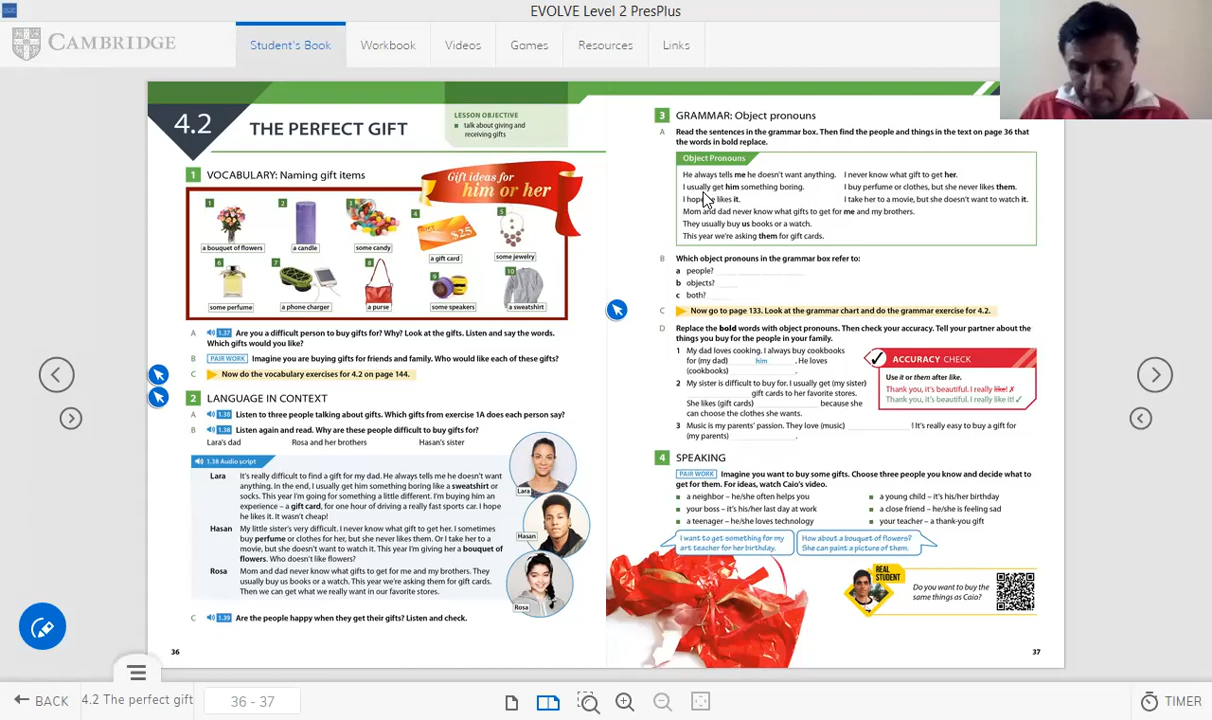 EVOLVE Level 2 PresPlus
CAMBRIDGE
Student's Book
Workbook
Videos
Games
Resources
Links
4.2
THE PERFECT GIFT
LESSON OBJECTIVE
talk about giving and
receiving gifts
1 VOCABULARY: Naming gift items
Gift ideas for
him or her
1
2
3
4
5
$25
a bouquet of flowers
a candle
some candy
a gift card
some jewelry
6
7
8
9
10
some perfume
a phone charger
a purse
some speakers
a sweatshirt
A 1.37 Are you a difficult person to buy gifts for? Why? Look at the gifts. Listen and say the words.
Which gifts would you like?
B PAIR WORK Imagine you are buying gifts for friends and family. Who would like each of these gifts?
C Now do the vocabulary exercises for 4.2 on page 144.
2 LANGUAGE IN CONTEXT
A 1.38 Listen to three people talking about gifts. Which gifts from exercise 1A does each person say?
B 1.38 Listen again and read. Why are these people difficult to buy gifts for?
Lara's dad Rosa and her brothers Hasan's sister
1.38 Audio script
Lara It's really difficult to find a gift for my dad. He always tells me he doesn't want
anything. In the end, I usually get him something boring like a sweatshirt or
socks. This year I'm going for something a little different. I'm buying him an
experience – a gift card, for one hour of driving a really fast sports car. I hope
he likes it. It wasn't cheap!
Hasan My little sister's very difficult. I never know what gift to get her. I sometimes
buy perfume or clothes for her, but she never likes them. Or I take her to a
movie, but she doesn't want to watch it. This year I'm giving her a bouquet of
flowers. Who doesn't like flowers?
Rosa Mom and dad never know what gifts to get for me and my brothers. They
usually buy us books or a watch. This year we're asking them for gift cards.
Then we can get what we really want in our favorite stores.
Lara
Hasan
Rosa
C 1.39 Are the people happy when they get their gifts? Listen and check.
36
3 GRAMMAR: Object pronouns
A Read the sentences in the grammar box. Then find the people and things in the text on page 36 that
the words in bold replace.
Object Pronouns
He always tells me he doesn't want anything. I never know what gift to get her.
I usually get him something boring. I buy perfume or clothes, but she never likes them.
I hope likes it. I take her to a movie, but she doesn't want to watch it.
Mom and dad never know what gifts to get for me and my brothers.
They usually buy us books or a watch.
This year we're asking them for gift cards.
B Which object pronouns in the grammar box refer to:
a people?
b objects?
c both?
C Now go to page 133. Look at the grammar chart and do the grammar exercise for 4.2.
D Replace the bold words with object pronouns. Then check your accuracy. Tell your partner about the
things you buy for the people in your family.
1 My dad loves cooking. I always buy cookbooks
for (my dad) him . He loves
(cookbooks) .
2 My sister is difficult to buy for. I usually get (my sister)
gift cards to her favorite stores.
She likes (gift cards) because she
can choose the clothes she wants.
3 Music is my parents' passion. They love (music) ! It's really easy to buy a gift for
(my parents) .
ACCURACY CHECK
Use it or them after like.
Thank you, it's beautiful. I really like! ✗
Thank you, it's beautiful. I really like it! ✓
4 SPEAKING
PAIR WORK Imagine you want to buy some gifts. Choose three people you know and decide what to
get for them. For ideas, watch Caio's video.
a neighbor – he/she often helps you
your boss – it's his/her last day at work
a teenager – he/she loves technology
a young child – it's his/her birthday
a close friend – he/she is feeling sad
your teacher – a thank-you gift
I want to get something for my
art teacher for her birthday.
How about a bouquet of flowers?
She can paint a picture of them.
REAL
STUDENT
Do you want to buy the
same things as Caio?
37
BACK
4.2 The perfect gift
36 - 37
TIMER